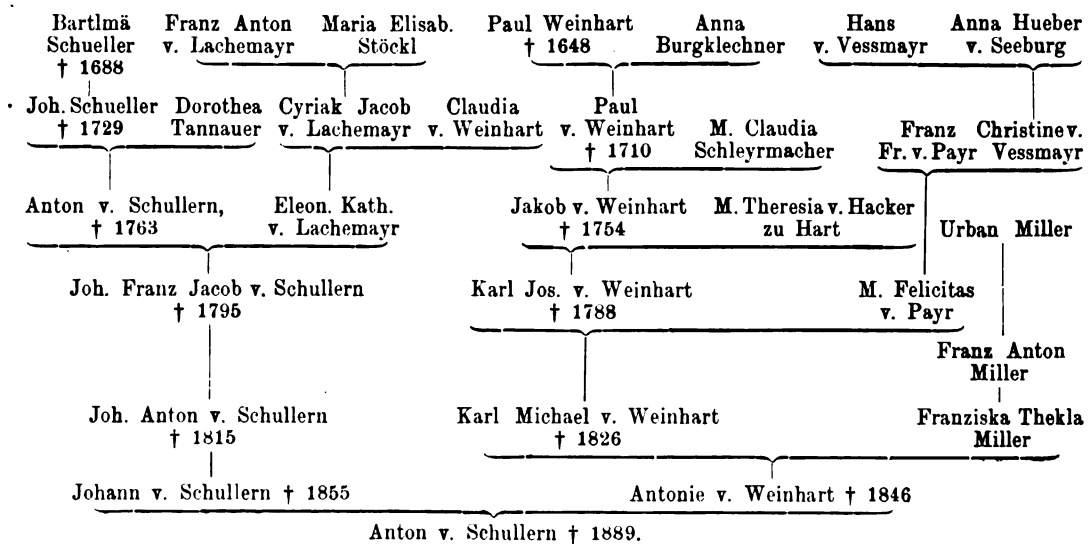 Bartlmä Franz Anton Maria Elisab. Paul Weinhart Anna Hans Anna Hueber
Schueller v. Lachemayr Stöckl † 1648 Burgklechner v. Vessmayr v. Seeburg
† 1688
Joh. Schueller Dorothea Cyriak Jacob Claudia Paul
† 1729 Tannauer v. Lachemayr v. Weinhart v. Weinhart M. Claudia Franz Christine v.
† 1710 Schleyrmacher Fr. v. Payr Vessmayr
Anton v. Schullern, Eleon. Kath. Jakob v. Weinhart M. Theresia v. Hacker
† 1763 v. Lachemayr † 1754 zu Hart Urban Miller
Joh. Franz Jacob v. Schullern Karl Jos. v. Weinhart M. Felicitas
† 1795 † 1788 v. Payr
Franz Anton
Miller
Joh. Anton v. Schullern Karl Michael v. Weinhart Franziska Thekla
† 1815 † 1826 Miller
Johann v. Schullern † 1855 Antonie v. Weinhart † 1846
Anton v. Schullern † 1889.